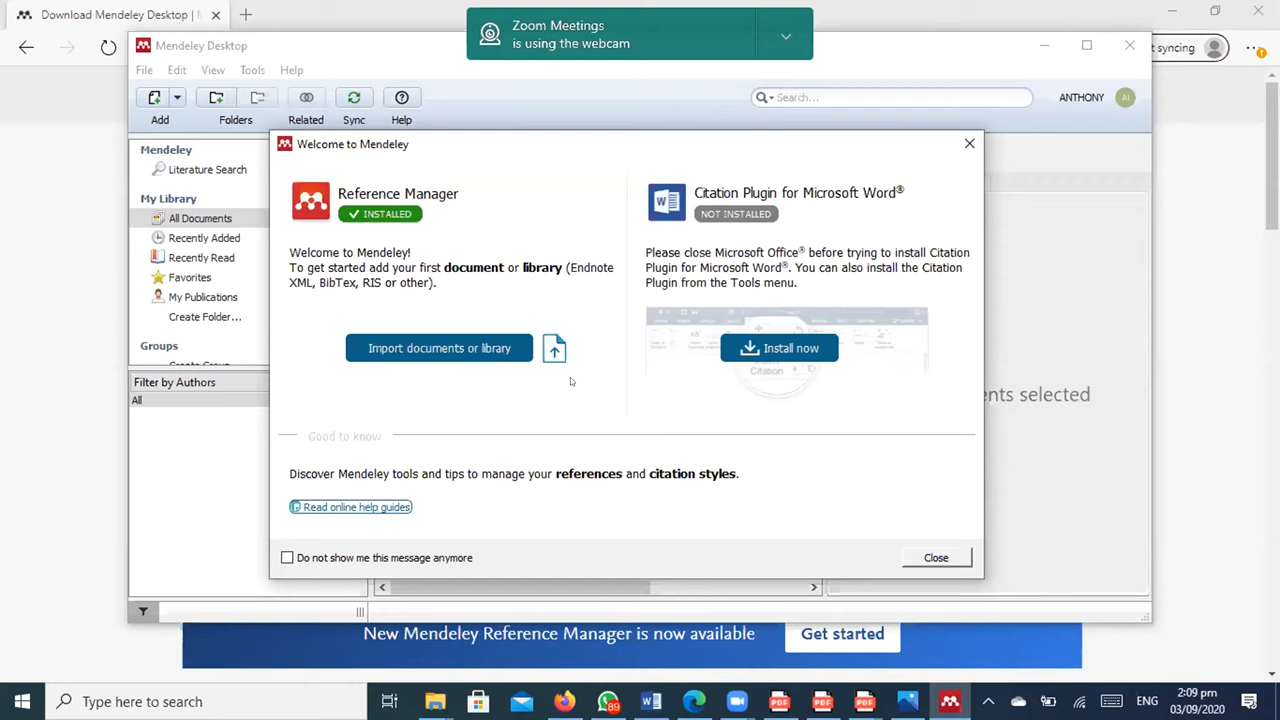 Download Mendeley Desktop |
Zoom Meetings
is using the webcam
t syncing
Mendeley Desktop
File Edit View Tools Help
Search...
ANTHONY AI
Add Folders Related Sync Help
Mendeley
Literature Search
My Library
All Documents
Recently Added
Recently Read
Favorites
My Publications
Create Folder...
Groups
Filter by Authors
All
Welcome to Mendeley
Reference Manager
INSTALLED
Welcome to Mendeley!
To get started add your first document or library (Endnote
XML, BibTex, RIS or other).
Import documents or library
Citation Plugin for Microsoft Word®
NOT INSTALLED
Please close Microsoft Office® before trying to install Citation
Plugin for Microsoft Word®. You can also install the Citation
Plugin from the Tools menu.
Install now
Citation
nts selected
Good to know
Discover Mendeley tools and tips to manage your references and citation styles.
Read online help guides
Do not show me this message anymore
Close
New Mendeley Reference Manager is now available
Get started
Type here to search
89
PDF PDF PDF
ENG
2:09 pm
03/09/2020